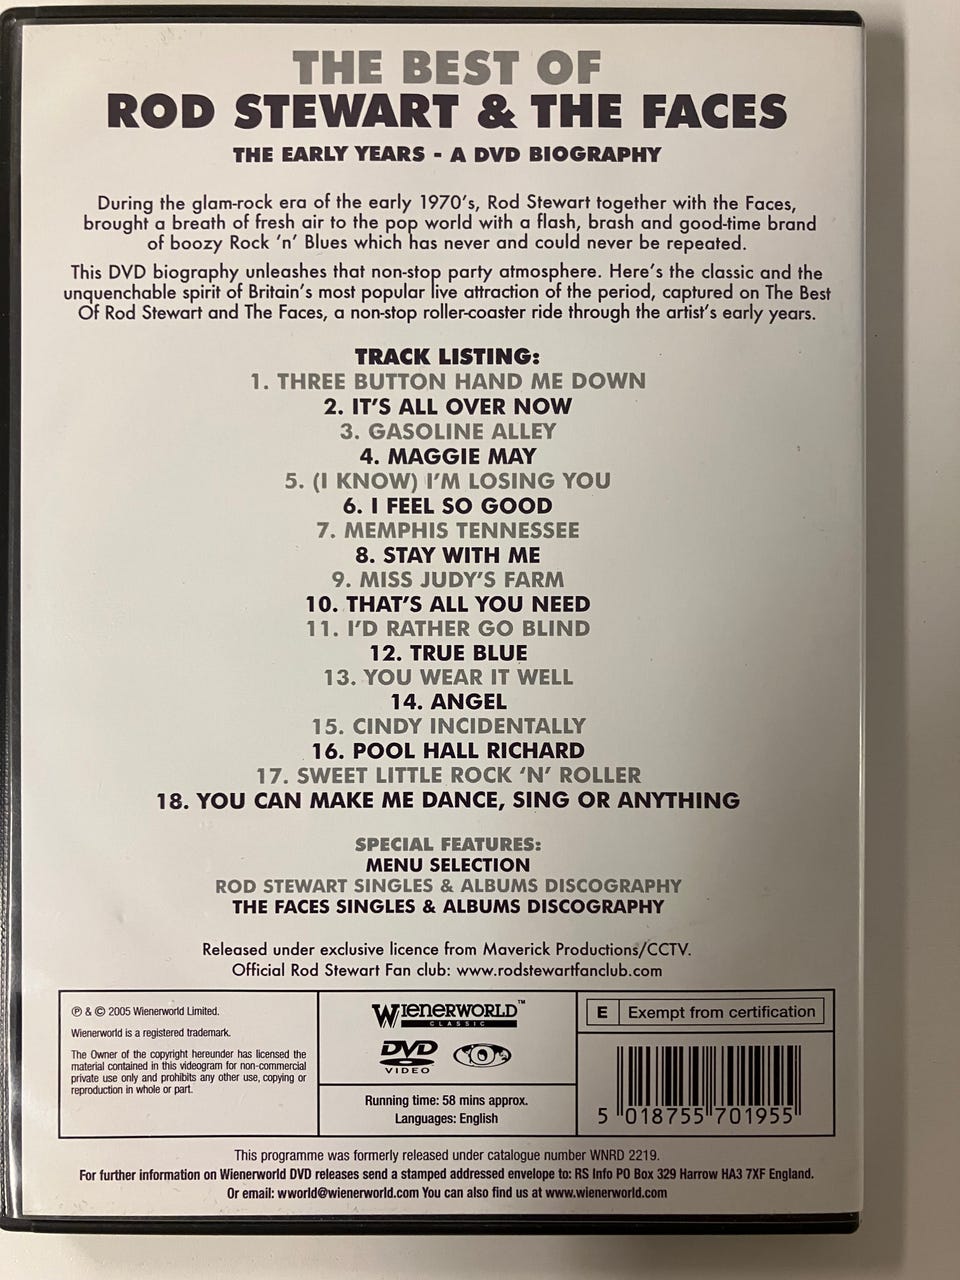 THE BEST OF
ROD STEWART & THE FACES
THE EARLY YEARS - A DVD BIOGRAPHY
During the glam-rock era of the early 1970's, Rod Stewart together with the Faces,
brought a breath of fresh air to the pop world with a flash, brash and good-time brand
of boozy Rock 'n' Blues which has never and could never be repeated.
This DVD biography unleashes that non-stop party atmosphere. Here's the classic and the
unquenchable spirit of Britain's most popular live attraction of the period, captured on The Best
Of Rod Stewart and The Faces, a non-stop roller-coaster ride through the artist's early years.
TRACK LISTING:
1. THREE BUTTON HAND ME DOWN
2. IT'S ALL OVER NOW
3. GASOLINE ALLEY
4. MAGGIE MAY
5. (I KNOW) I'M LOSING YOU
6. I FEEL SO GOOD
7. MEMPHIS TENNESSEE
8. STAY WITH ME
9. MISS JUDY'S FARM
10. THAT'S ALL YOU NEED
11. I'D RATHER GO BLIND
12. TRUE BLUE
13. YOU WEAR IT WELL
14. ANGEL
15. CINDY INCIDENTALLY
16. POOL HALL RICHARD
17. SWEET LITTLE ROCK 'N' ROLLER
18. YOU CAN MAKE ME DANCE, SING OR ANYTHING
SPECIAL FEATURES:
MENU SELECTION
ROD STEWART SINGLES & ALBUMS DISCOGRAPHY
THE FACES SINGLES & ALBUMS DISCOGRAPHY
Released under exclusive licence from Maverick Productions/CCTV.
Official Rod Stewart Fan club: www.rodstewartfanclub.com
℗ & © 2005 Wienerworld Limited.
Wienerworld is a registered trademark.
The Owner of the copyright hereunder has licensed the
material contained in this videogram for non-commercial
private use only and prohibits any other use, copying or
reproduction in whole or part.
WIENERWORLD™
CLASSIC
DVD
VIDEO
Running time: 58 mins approx.
Languages: English
E Exempt from certification
5 018755 701955
This programme was formerly released under catalogue number WNRD 2219.
For further information on Wienerworld DVD releases send a stamped addressed envelope to: RS Info PO Box 329 Harrow HA3 7XF England.
Or email: wworld@wienerworld.com You can also find us at www.wienerworld.com